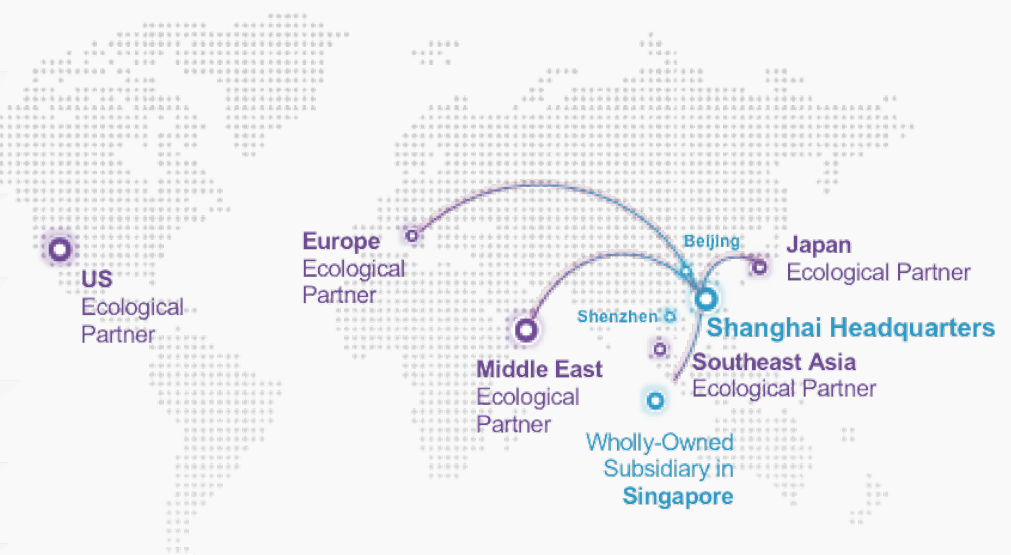 Europe
Ecological
Partner
Beijing
Japan
Ecological Partner
US
Ecological
Partner
Shenzhen
Shanghai Headquarters
Middle East
Ecological
Partner
Southeast Asia
Ecological Partner
Wholly-Owned
Subsidiary in
Singapore